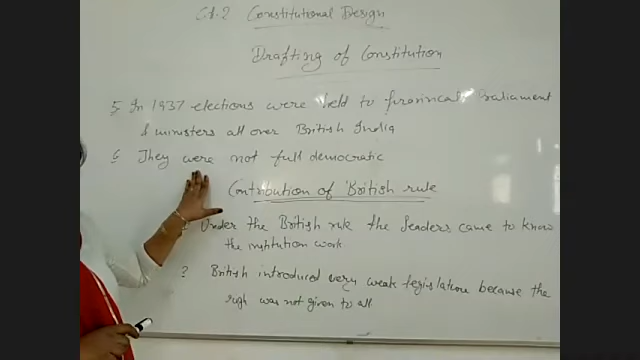 Ch.2 Constitutional Design
Drafting of Constitution
5. In 1937 elections were held to provincal Parliament
& ministers all over British India
6. They were not full democratic
Contribution of British rule
Under the British rule the leaders came to know
the institution work.
2 British introduced very weak legislature because the
was not given to all